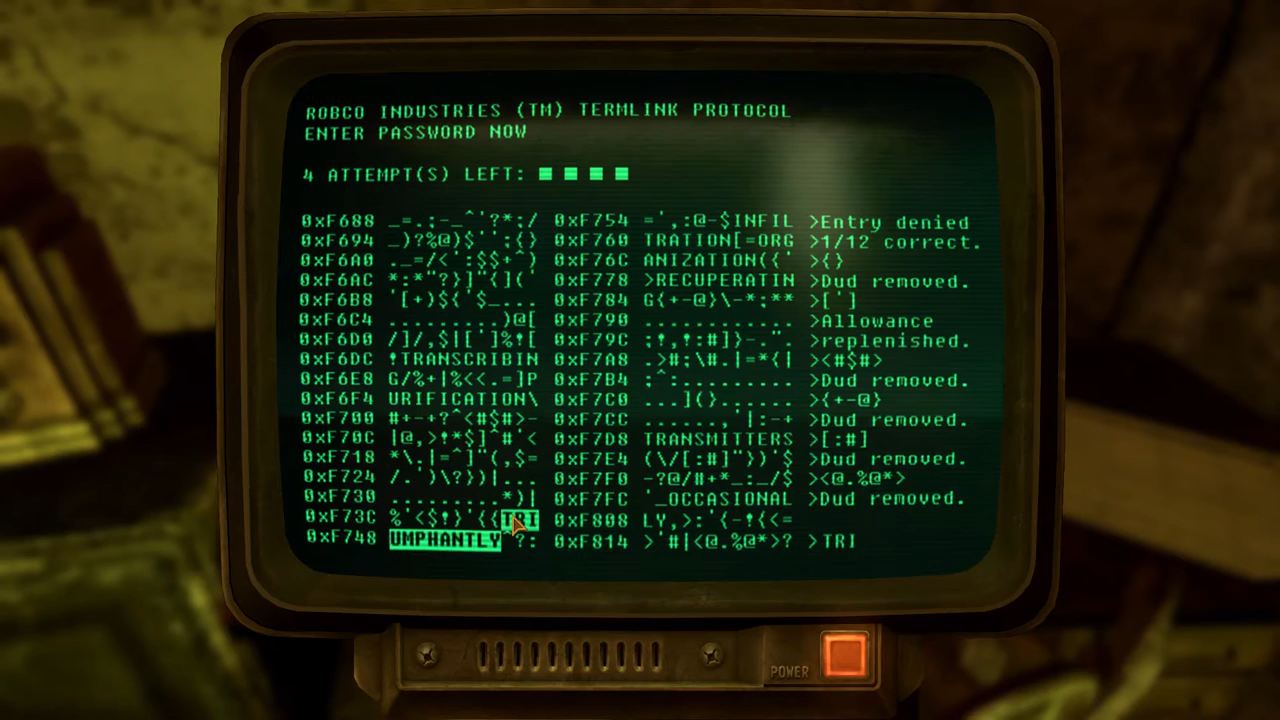 ROBCO INDUSTRIES (TM) TERMLINK PROTOCOL
ENTER PASSWORD NOW
4 ATTEMPT(S) LEFT: ■ ■ ■ ■
0xF688 _=.:-_^'?*;/ 0xF754 =',:@-$INFIL >Entry denied
0xF694 _)?%@)$'';{} 0xF760 TRATION[=ORG >1/12 correct.
0xF6A0 ._=/<':$$+^) 0xF76C ANIZATION({' >{}
0xF6AC *:*"?}]"{]( ' 0xF778 >RECUPERATIN >Dud removed.
0xF6B8 '[+)${'$_... 0xF784 G{+-@}\-*;** >[']
0xF6C4 .........)@[ 0xF790 ............ >Allowance
0xF6D0 /]/,$|[']%![ 0xF79C ;!,!:#]}-.". >replenished.
0xF6DC !TRANSCRIBIN 0xF7A8 .>#;\#.|=*{| ><#$#>
0xF6E8 G/%+|%<<.=]P 0xF7B4 ;^:......... >Dud removed.
0xF6F4 URIFICATION\ 0xF7C0 ...](}...... >{+-@}
0xF700 #+-+?^<#$#>- 0xF7CC ......,'|:-+ >Dud removed.
0xF70C |@,>!*$]^#'< 0xF7D8 TRANSMITTERS >[:#]
0xF718 *\.|=^]"(,$= 0xF7E4 (\/[:#]"})'$ >Dud removed.
0xF724 /.')\?})|... 0xF7F0 -?@/#+*_:_/$ ><@.%@*>
0xF730 .........*)| 0xF7FC '_OCCASIONAL >Dud removed.
0xF73C %'<$!}'{{TRI 0xF808 LY,>:'{-!{<=
0xF748 UMPHANTLY ?: 0xF814 >'#|<@.%@*>? >TRI
POWER